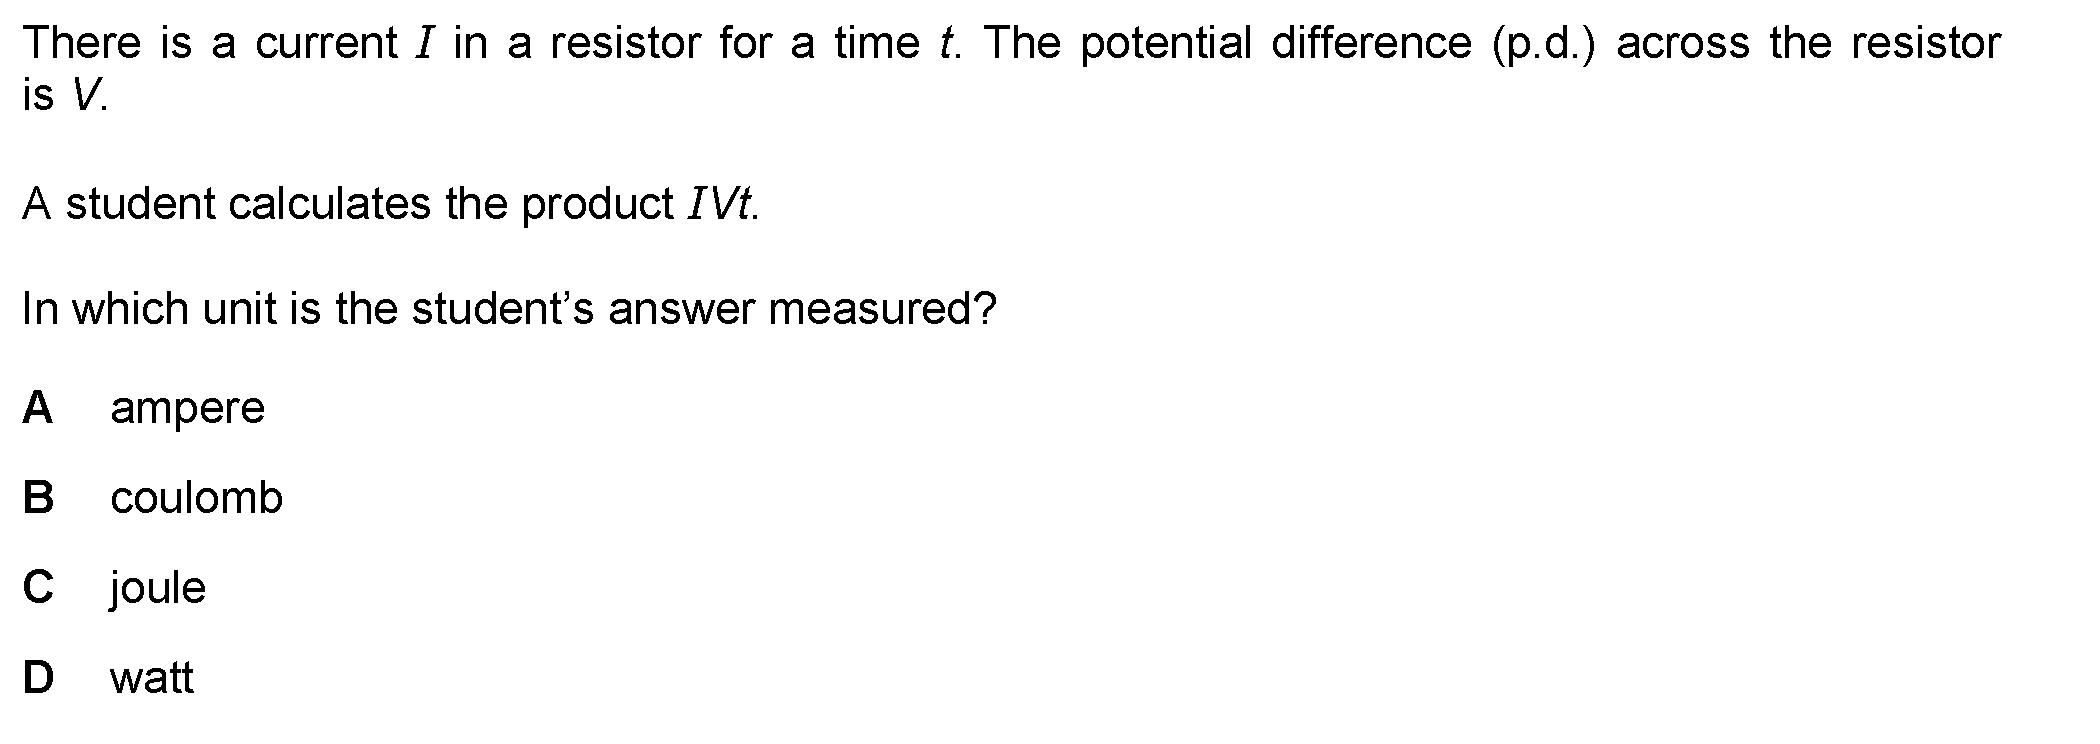 There is a current I in a resistor for a time t. The potential difference (p.d.) across the resistor
is V.
A student calculates the product IVt.
In which unit is the student’s answer measured?
A ampere
B coulomb
C joule
D watt